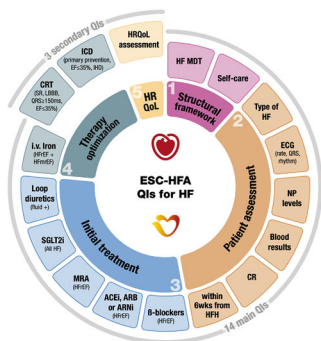 3 secondary QIs
HRQoL
assessment
ICD
(primary prevention,
EF≤35%, IHD)
CRT
(SR, LBBB,
QRS≥150ms,
EF≤35%)
i.v. Iron
(HFrEF +
HFmrEF)
Loop
diuretics
(fluid +)
SGLT2i
(All HF)
MRA
(HFrEF)
ACEi, ARB
or ARNi
(HFrEF)
ß-blockers
(HFrEF)
within
6wks from
HFH
CR
Blood
results
NP
levels
ECG
(rate, QRS,
rhythm)
Type of
HF
Self-care
HF MDT
14 main QIs
1
Structural
framework
2
Patient assessment
3
Initial treatment
4
Therapy
optimization
5
HR
QoL
ESC-HFA
QIs for HF